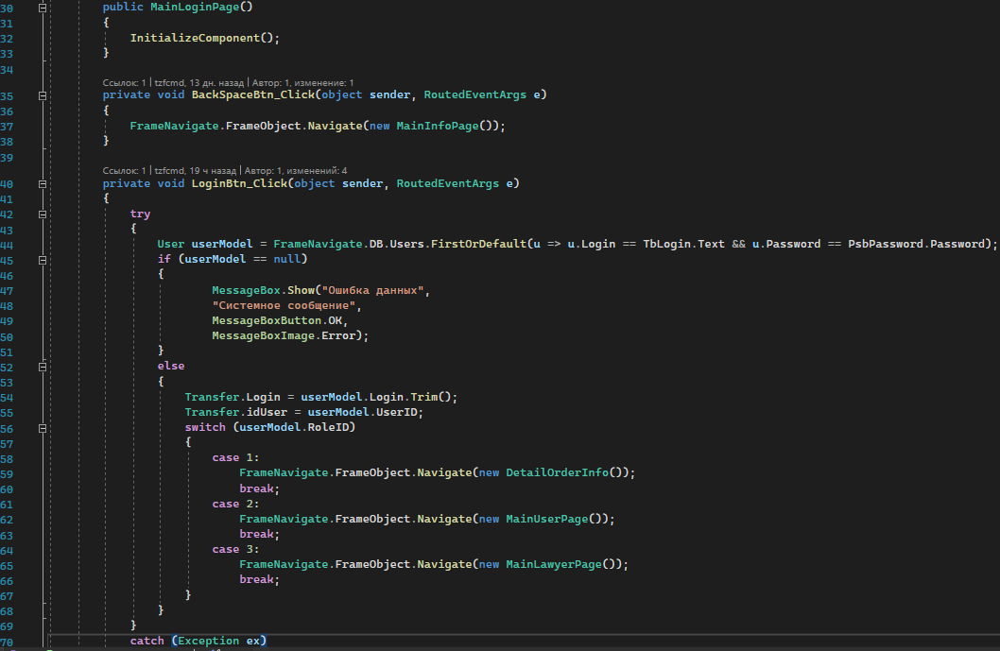 30 public MainLoginPage()
31 {
32 InitializeComponent();
33 }
34
Ссылок: 1 | tzfcmd, 13 дн. назад | Автор: 1, изменение: 1
35 private void BackSpaceBtn_Click(object sender, RoutedEventArgs e)
36 {
37 FrameNavigate.FrameObject.Navigate(new MainInfoPage());
38 }
39
Ссылок: 1 | tzfcmd, 19 ч назад | Автор: 1, изменений: 4
40 private void LoginBtn_Click(object sender, RoutedEventArgs e)
41 {
42 try
43 {
44 User userModel = FrameNavigate.DB.Users.FirstOrDefault(u => u.Login == TbLogin.Text && u.Password == PsbPassword.Password);
45 if (userModel == null)
46 {
47 MessageBox.Show("Ошибка данных",
48 "Системное сообщение",
49 MessageBoxButton.OK,
50 MessageBoxImage.Error);
51 }
52 else
53 {
54 Transfer.Login = userModel.Login.Trim();
55 Transfer.idUser = userModel.UserID;
56 switch (userModel.RoleID)
57 {
58 case 1:
59 FrameNavigate.FrameObject.Navigate(new DetailOrderInfo());
60 break;
61 case 2:
62 FrameNavigate.FrameObject.Navigate(new MainUserPage());
63 break;
64 case 3:
65 FrameNavigate.FrameObject.Navigate(new MainLawyerPage());
66 break;
67 }
68 }
69 }
70 catch (Exception ex)